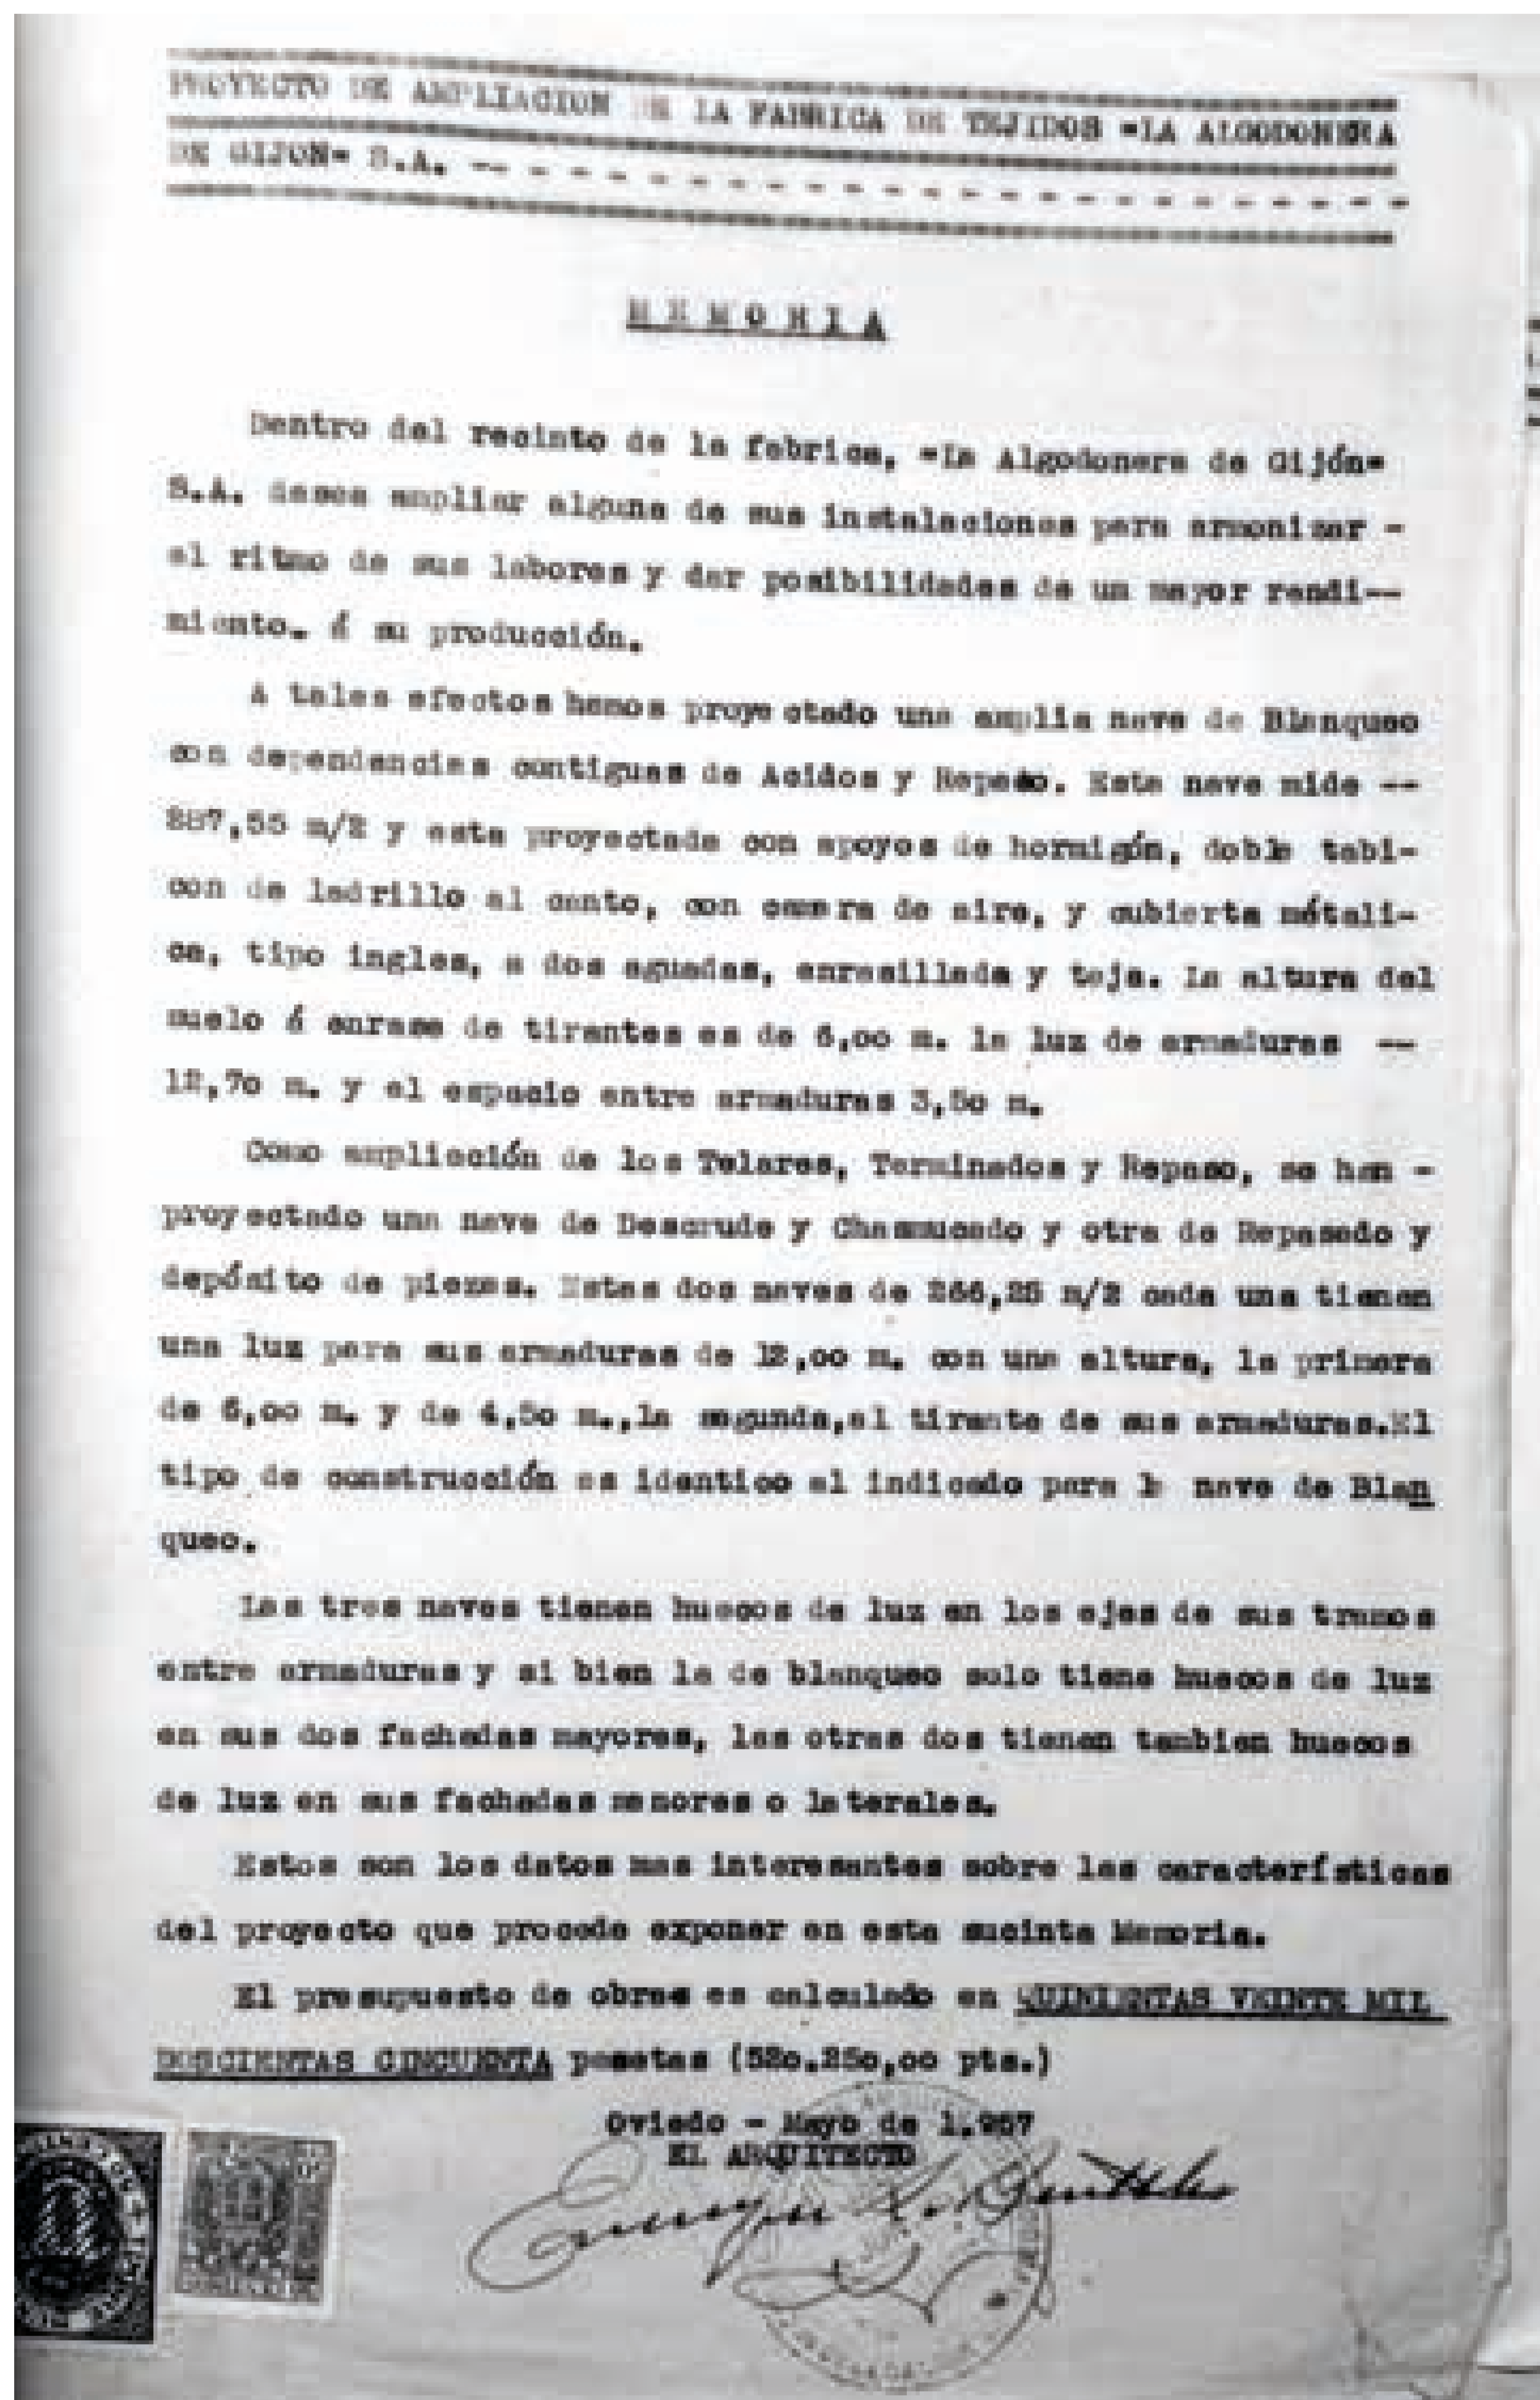 PROYECTO DE AMPLIACION DE LA FABRICA DE TEJIDOS "LA ALGODONERA
DE GIJON" S.A. -- - - - - - - - - - - - - - - - - - - - - - - -
M E M O R I A
Dentro del recinto de la fabrica, "La Algodonera de Gijón"
S.A. desea ampliar alguna de sus instalaciones para armonizar -
el ritmo de sus labores y dar posibilidades de un mayor rendi--
miento. á su producción.
A tales efectos hemos proyectado una amplia nave de Blanqueo
con dependencias contiguas de Acidos y Repaso. Esta nave mide --
287,55 m/2 y esta proyectada con apoyos de hormigón, doble tabi-
con de ladrillo al canto, con camara de aire, y cubierta métali-
ca, tipo ingles, a dos aguadas, enrasillada y teja. La altura del
suelo á enrase de tirantes es de 6,oo m. la luz de armaduras --
12,7o m. y el espacio entre armaduras 3,5o m.
Como ampliación de los Telares, Terminados y Repaso, se han -
proyectado una nave de Descrude y Chamuscado y otra de Repasado y
depósito de piezas. Estas dos naves de 266,25 m/2 cada una tienen
una luz para sus armaduras de 12,oo m. con una altura, la primera
de 6,oo m. y de 4,5o m.,la segunda,al tirante de sus armaduras.El
tipo de construcción es identico al indicado para la nave de Blan
queo.
Las tres naves tienen huecos de luz en los ejes de sus tramos
entre armaduras y si bien la de blanqueo solo tiene huecos de luz
en sus dos fachadas mayores, las otras dos tienen tambien huecos
de luz en sus fachadas menores o laterales.
Estos son los datos mas interesantes sobre las características
del proyecto que procede exponer en esta sucinta Memoria.
El presupuesto de obras es calculado en QUINIENTAS VEINTE MIL
DOSCIENTAS CINCUENTA pesetas (52o.25o,oo pts.)
Oviedo - Mayo de 1.957
EL ARQUITECTO